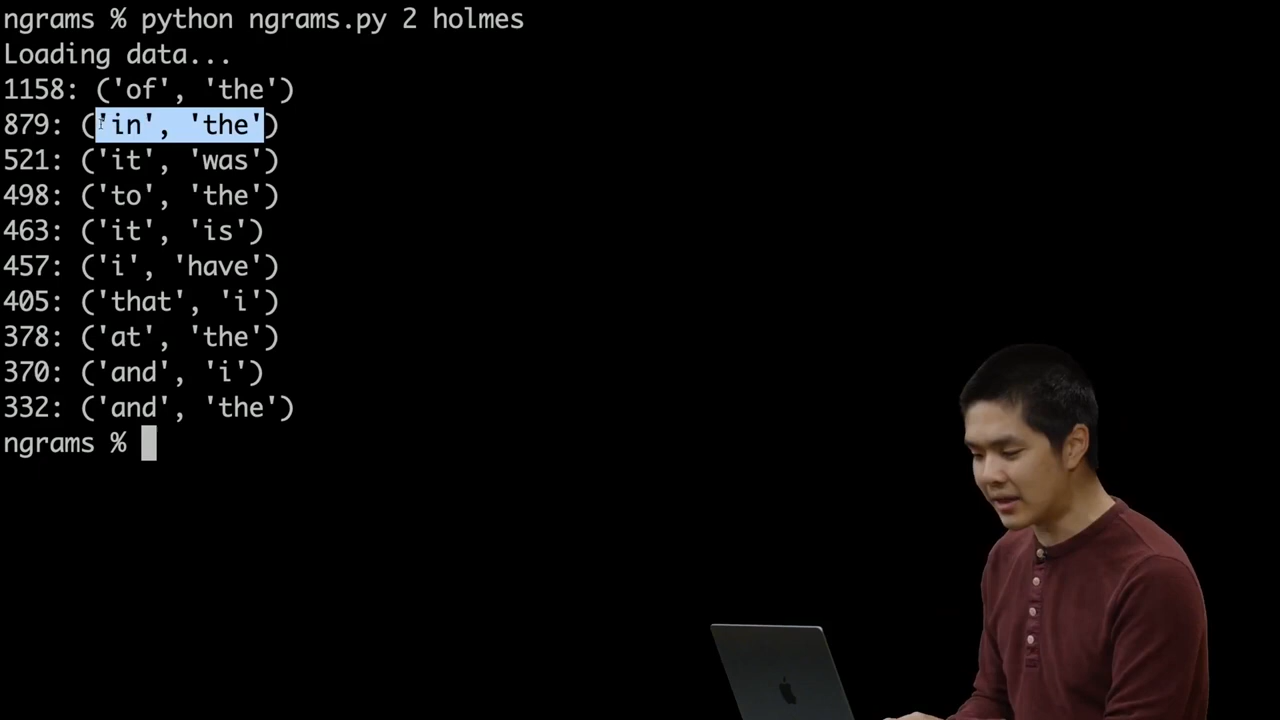 ngrams % python ngrams.py 2 holmes
Loading data...
1158: ('of', 'the')
879: ('in', 'the')
521: ('it', 'was')
498: ('to', 'the')
463: ('it', 'is')
457: ('i', 'have')
405: ('that', 'i')
378: ('at', 'the')
370: ('and', 'i')
332: ('and', 'the')
ngrams %